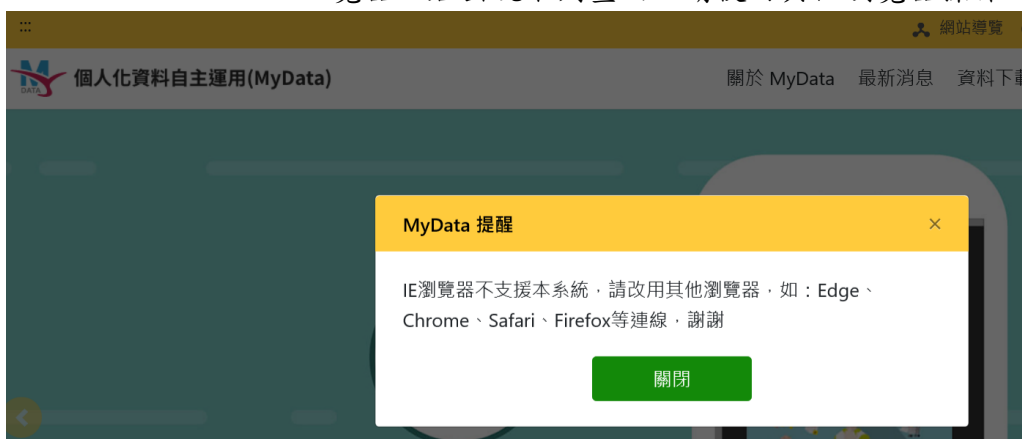 :::
網站導覽
MY
DATA
個人化資料自主運用(MyData)
關於 MyData
最新消息
資料下
MyData 提醒
×
IE瀏覽器不支援本系統，請改用其他瀏覽器，如：Edge、
Chrome、Safari、Firefox等連線，謝謝
關閉